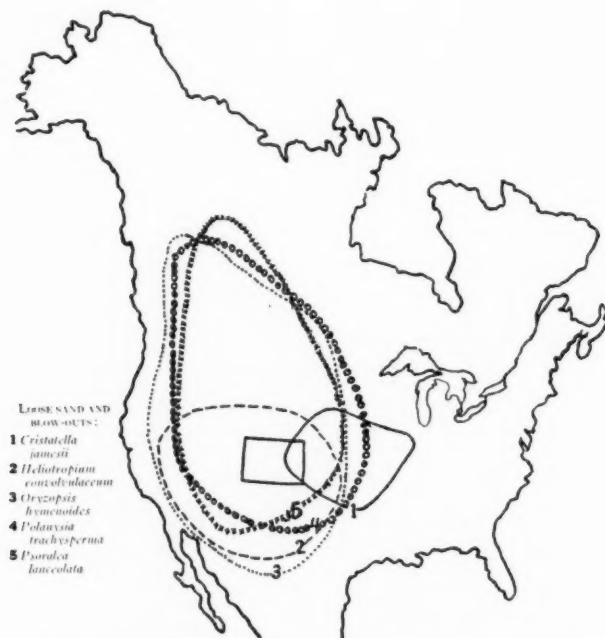 LOOSE SAND AND
BLOW-OUTS:
1 Cristatella
jamesii
2 Heliotropium
convolvulaceum
3 Oryzopsis
hymenoides
4 Polanysia
trachysperma
5 Psoralea
lanceolata
5
4
1
2
3